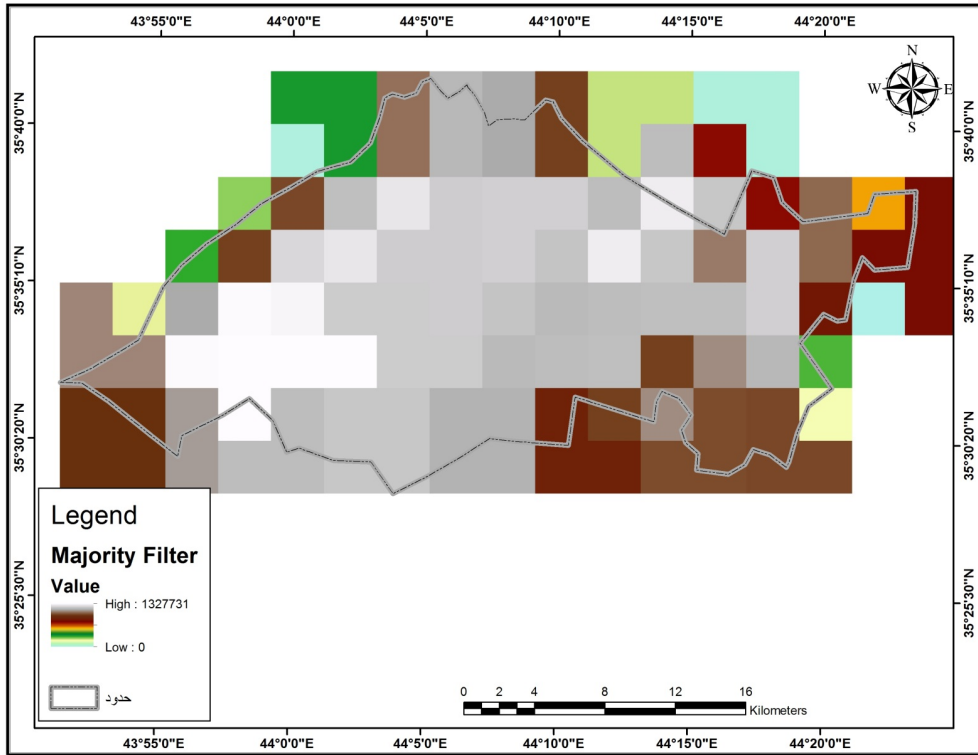 43°55'0"E 44°0'0"E 44°5'0"E 44°10'0"E 44°15'0"E 44°20'0"E
N
W E
S
35°40'0"N 35°40'0"N
35°35'10"N 35°35'10"N
35°30'20"N 35°30'20"N
35°25'30"N 35°25'30"N
Legend
Majority Filter
Value
High : 1327731
Low : 0
حدود
0 2 4 8 12 16
Kilometers
43°55'0"E 44°0'0"E 44°5'0"E 44°10'0"E 44°15'0"E 44°20'0"E